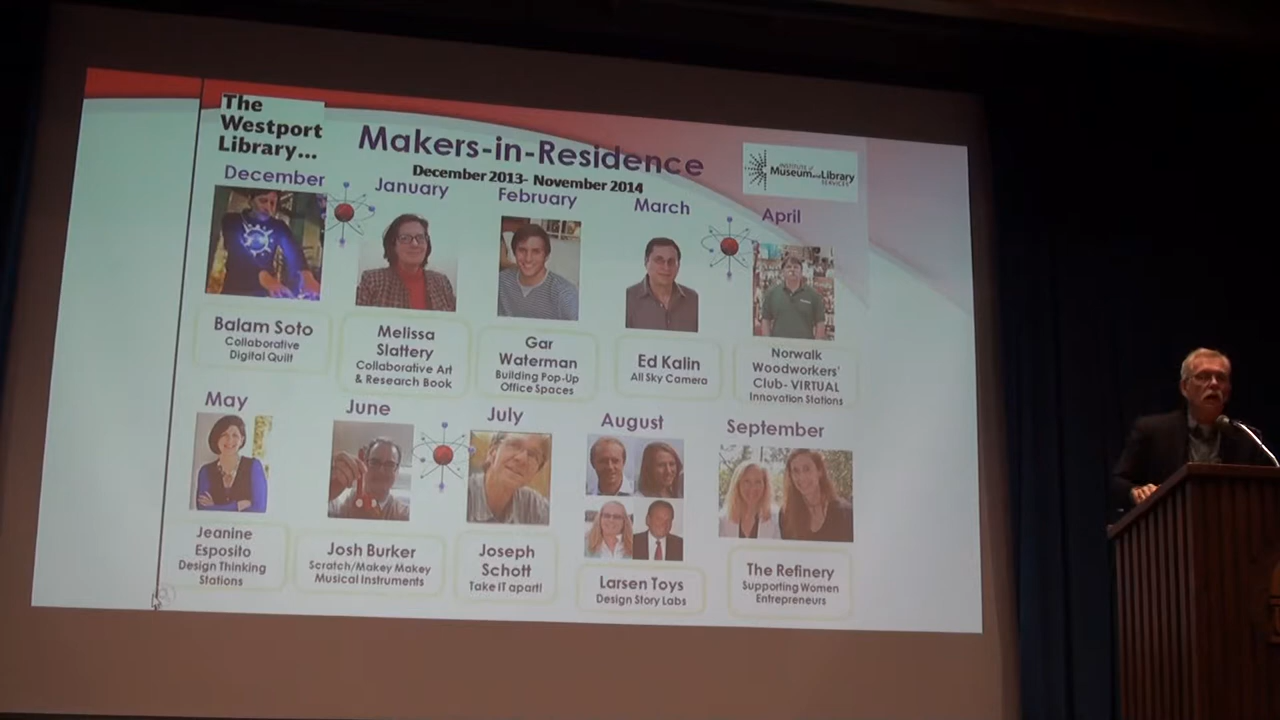 The
Westport
Library...
Makers-in-Residence
December 2013- November 2014
INSTITUTE of
Museum and Library
SERVICES
December
January
February
March
April
Balam Soto
Collaborative
Digital Quilt
Melissa
Slattery
Collaborative Art
& Research Book
Gar
Waterman
Building Pop-Up
Office Spaces
Ed Kalin
All Sky Camera
Norwalk
Woodworkers'
Club- VIRTUAL
Innovation Stations
May
June
July
August
September
Jeanine
Esposito
Design Thinking
Stations
Josh Burker
Scratch/Makey Makey
Musical Instruments
Joseph
Schott
Take IT apart!
Larsen Toys
Design Story Labs
The Refinery
Supporting Women
Entrepreneurs